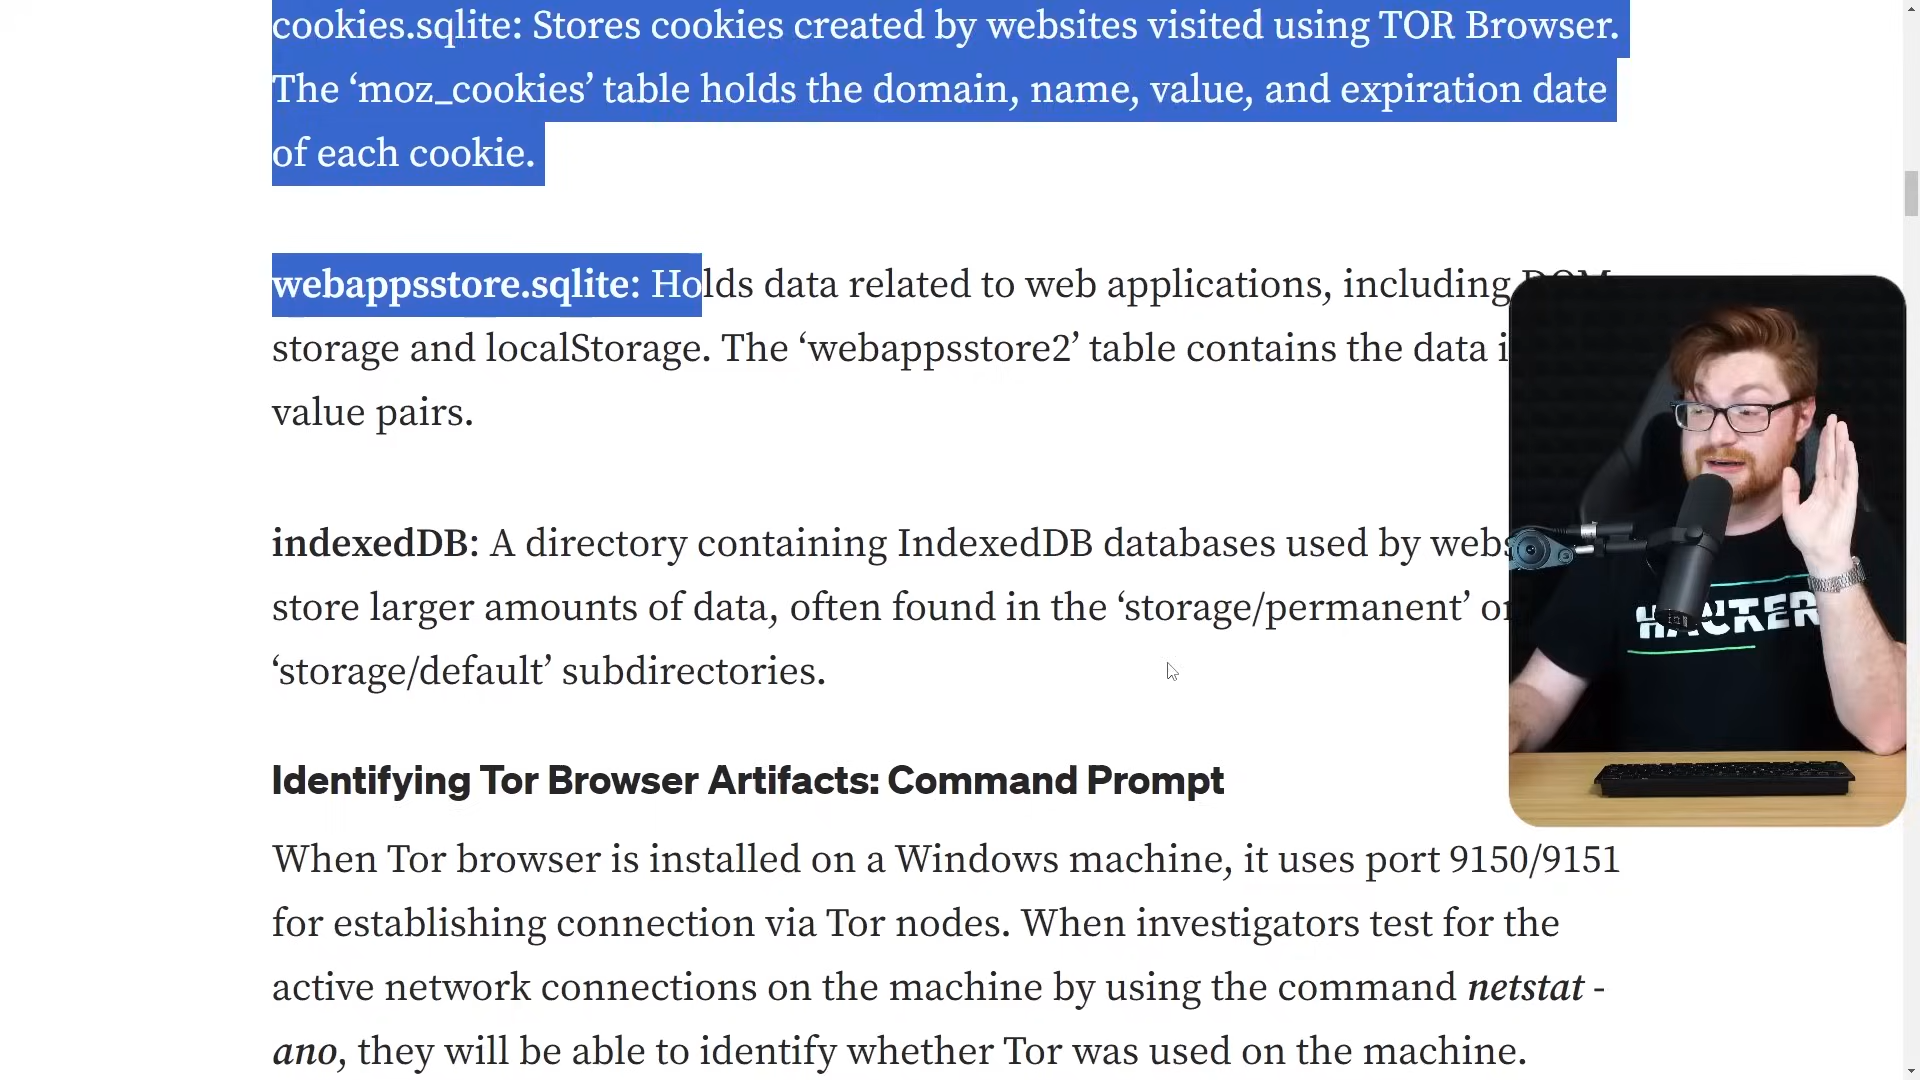 cookies.sqlite: Stores cookies created by websites visited using TOR Browser.
The ‘moz_cookies’ table holds the domain, name, value, and expiration date
of each cookie.
webappsstore.sqlite: Holds data related to web applications, including DOM
storage and localStorage. The ‘webappsstore2’ table contains the data
value pairs.
indexedDB: A directory containing IndexedDB databases used by
store larger amounts of data, often found in the ‘storage/permanent’ or
‘storage/default’ subdirectories.
HACKER
Identifying Tor Browser Artifacts: Command Prompt
When Tor browser is installed on a Windows machine, it uses port 9150/9151
for establishing connection via Tor nodes. When investigators test for the
active network connections on the machine by using the command netstat -
ano, they will be able to identify whether Tor was used on the machine.